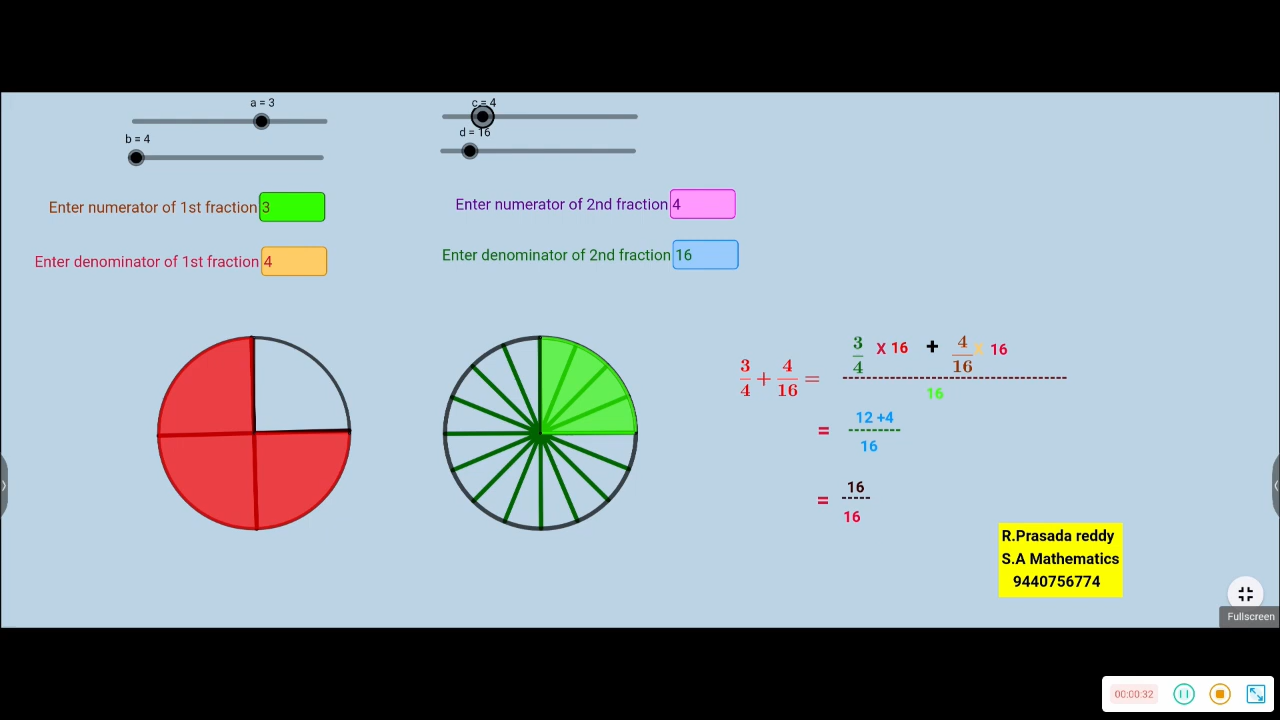 a = 3
c = 4
b = 4
d = 16
Enter numerator of 1st fraction 3
Enter numerator of 2nd fraction 4
Enter denominator of 1st fraction 4
Enter denominator of 2nd fraction 16
3/4 + 4/16 = 3/4 X 16 + 4/16 X 16
16
= 12 +4
16
= 16
16
R.Prasada reddy
S.A Mathematics
9440756774
Fullscreen
00:00:32